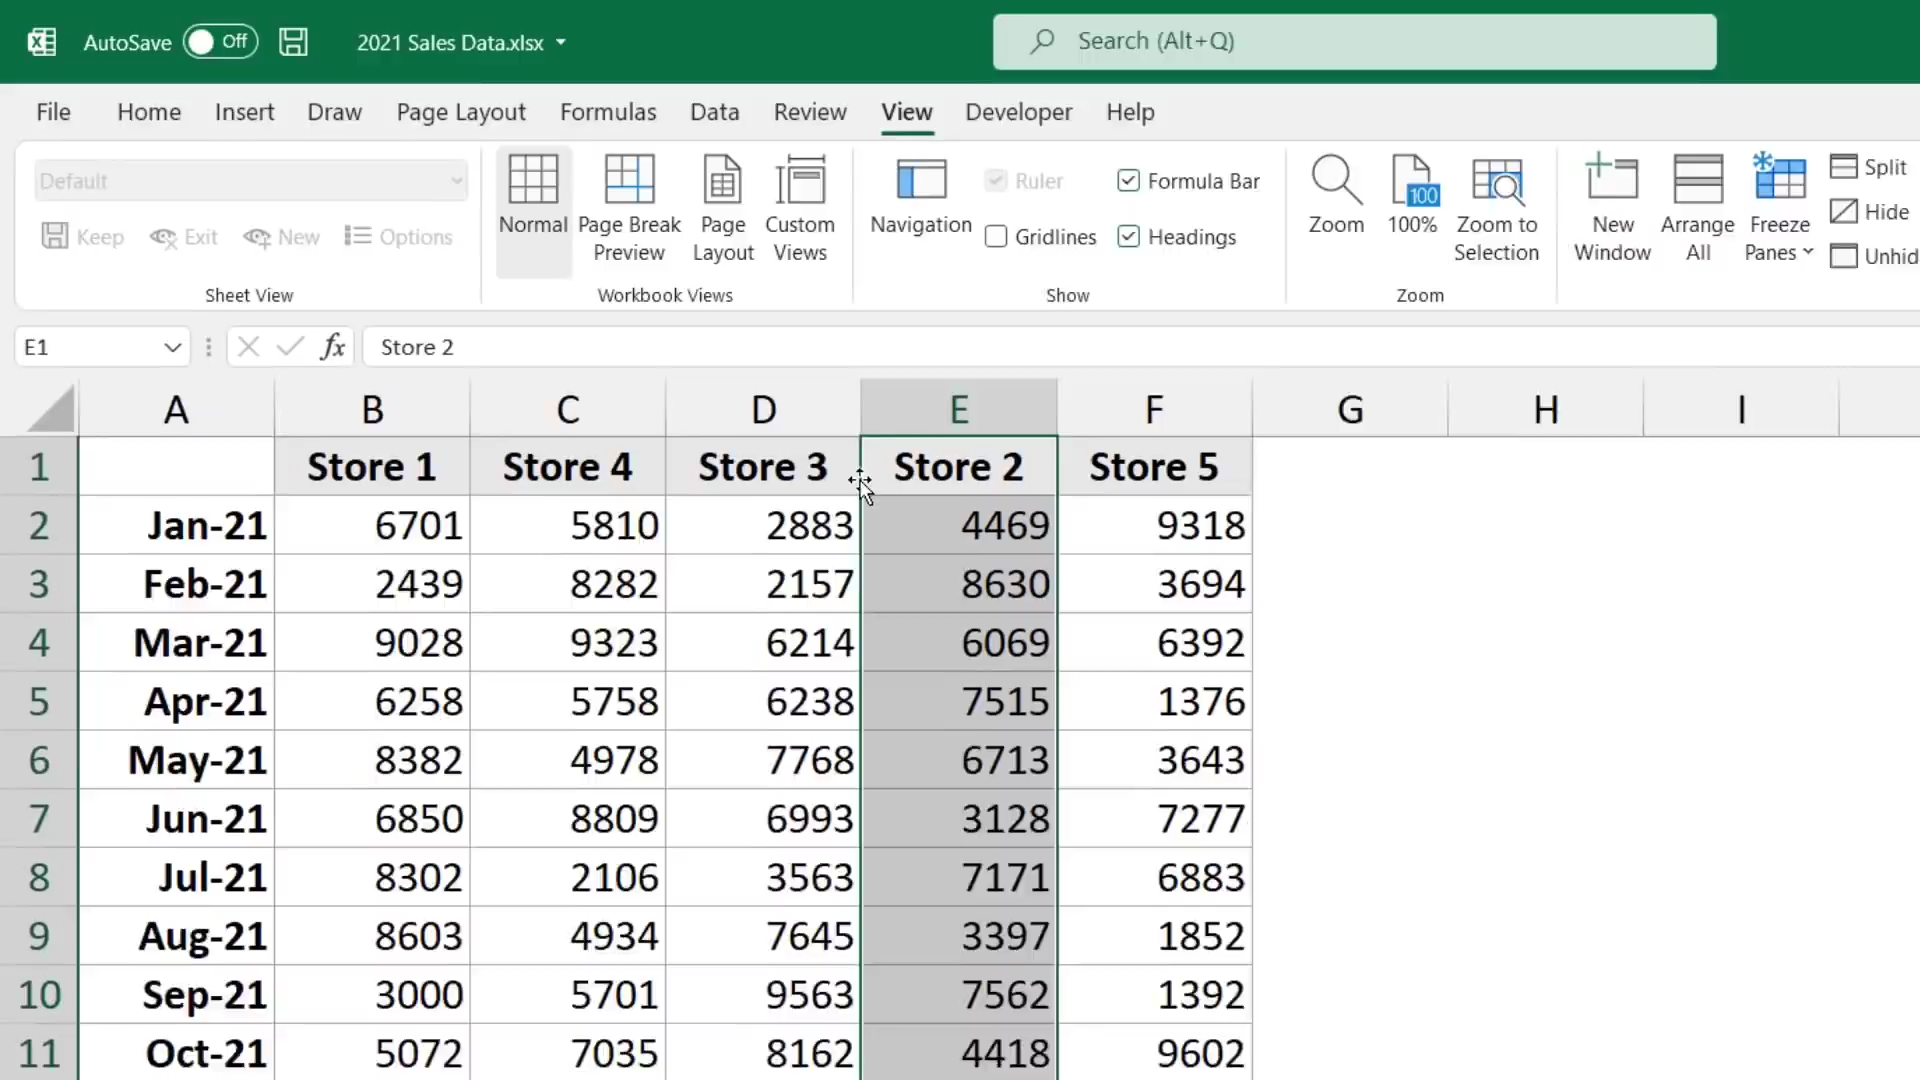 AutoSave Off 2021 Sales Data.xlsx Search (Alt+Q)
File Home Insert Draw Page Layout Formulas Data Review View Developer Help
Default
Keep Exit New Options
Sheet View
Normal Page Break Preview Page Layout Custom Views
Workbook Views
Navigation Ruler Formula Bar
Gridlines Headings
Show
Zoom 100 100% Zoom to Selection
Zoom
New Window Arrange All Freeze Panes
Split
Hide
Unhid
E1 fx Store 2
A B C D E F G H I
1 Store 1 Store 4 Store 3 Store 2 Store 5
2 Jan-21 6701 5810 2883 4469 9318
3 Feb-21 2439 8282 2157 8630 3694
4 Mar-21 9028 9323 6214 6069 6392
5 Apr-21 6258 5758 6238 7515 1376
6 May-21 8382 4978 7768 6713 3643
7 Jun-21 6850 8809 6993 3128 7277
8 Jul-21 8302 2106 3563 7171 6883
9 Aug-21 8603 4934 7645 3397 1852
10 Sep-21 3000 5701 9563 7562 1392
11 Oct-21 5072 7035 8162 4418 9602